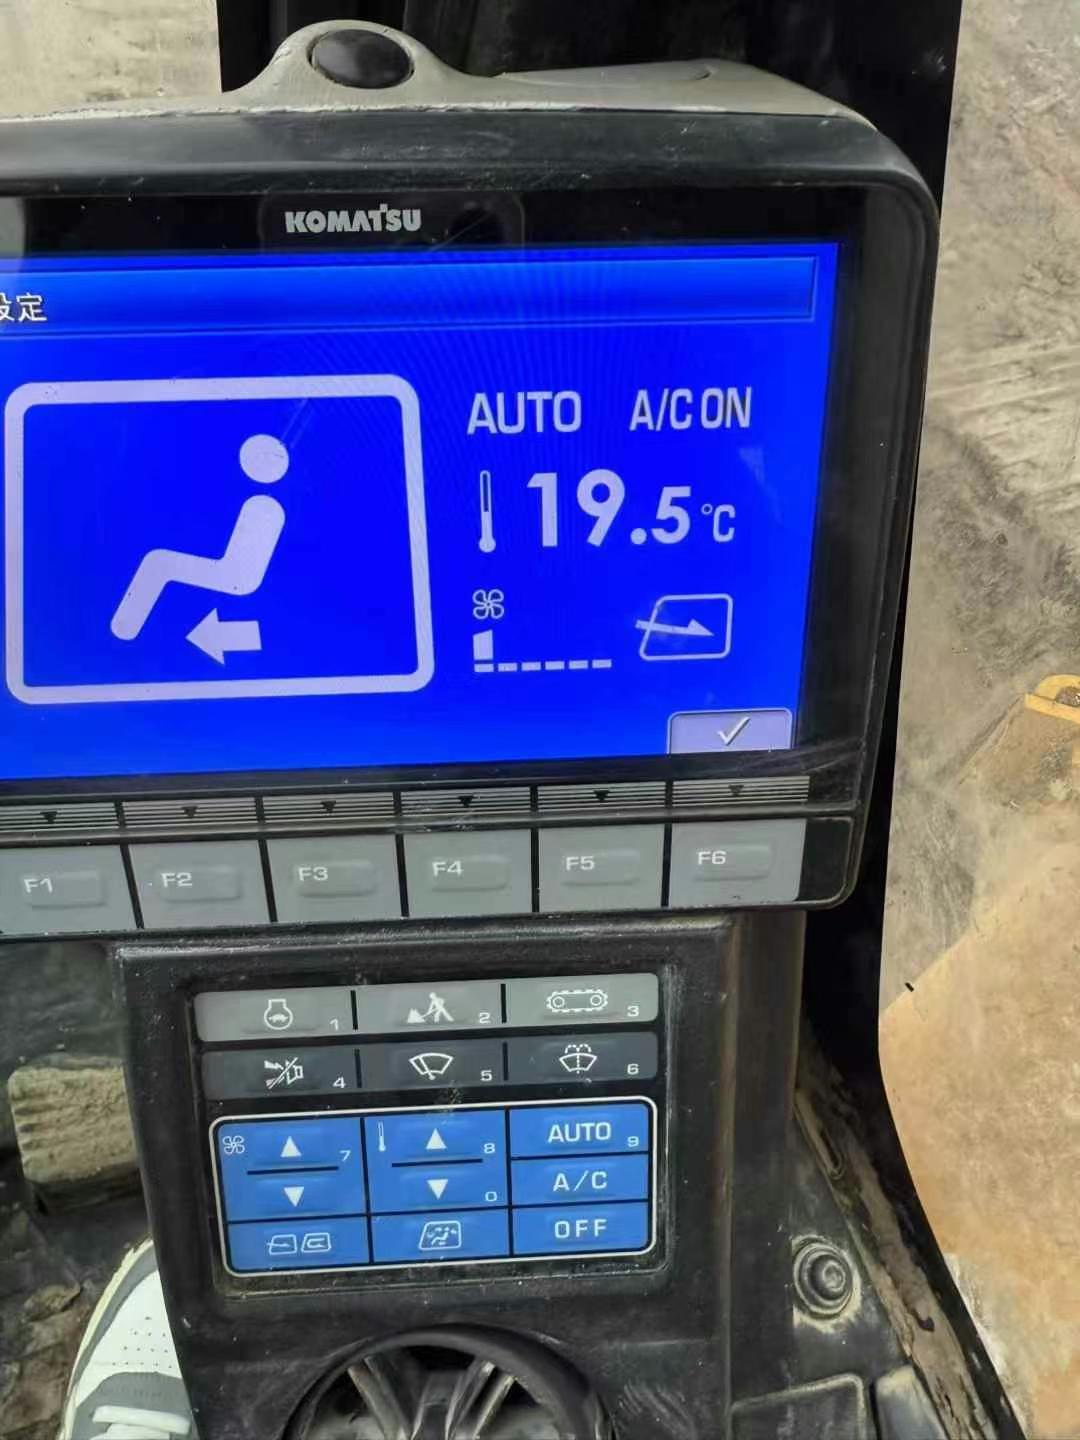 KOMATSU
设定
AUTO A/C ON
19.5°C
F1 F2 F3 F4 F5 F6
1 2 3
4 5 6
7 8 AUTO 9
0 A/C
OFF